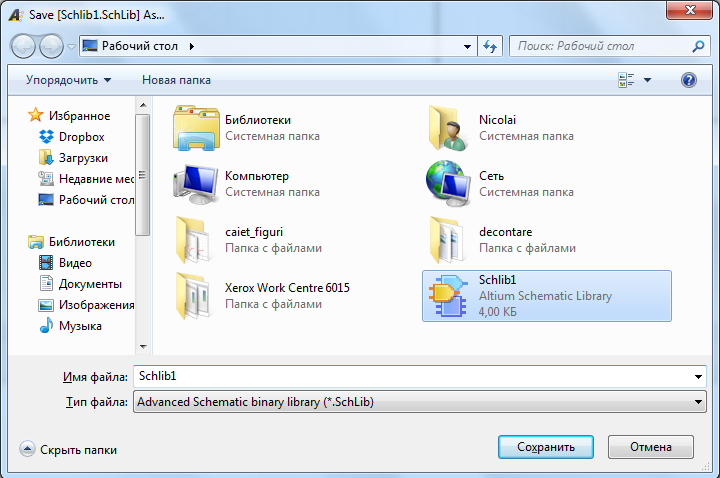 Save [Schlib1.SchLib] As...
Рабочий стол
Поиск: Рабочий стол
Упорядочить
Новая папка
Избранное
Dropbox
Загрузки
Недавние мес
Рабочий стол
Библиотеки
Видео
Документы
Изображения
Музыка
Библиотеки
Системная папка
Nicolai
Системная папка
Компьютер
Системная папка
Сеть
Системная папка
caiet_figuri
Папка с файлами
decontare
Папка с файлами
Xerox Work Centre 6015
Папка с файлами
Schlib1
Altium Schematic Library
4,00 КБ
Имя файла: Schlib1
Тип файла: Advanced Schematic binary library (*.SchLib)
Скрыть папки
Сохранить
Отмена